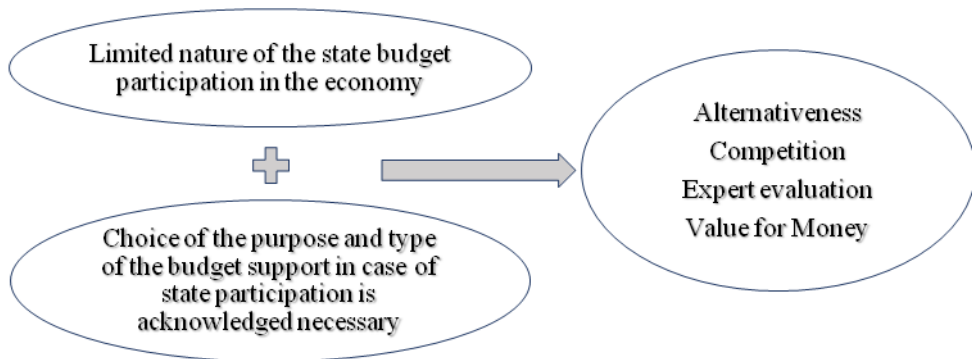 Limited nature of the state budget
participation in the economy
Choice of the purpose and type
of the budget support in case of
state participation is
acknowledged necessary
Alternativeness
Competition
Expert evaluation
Value for Money